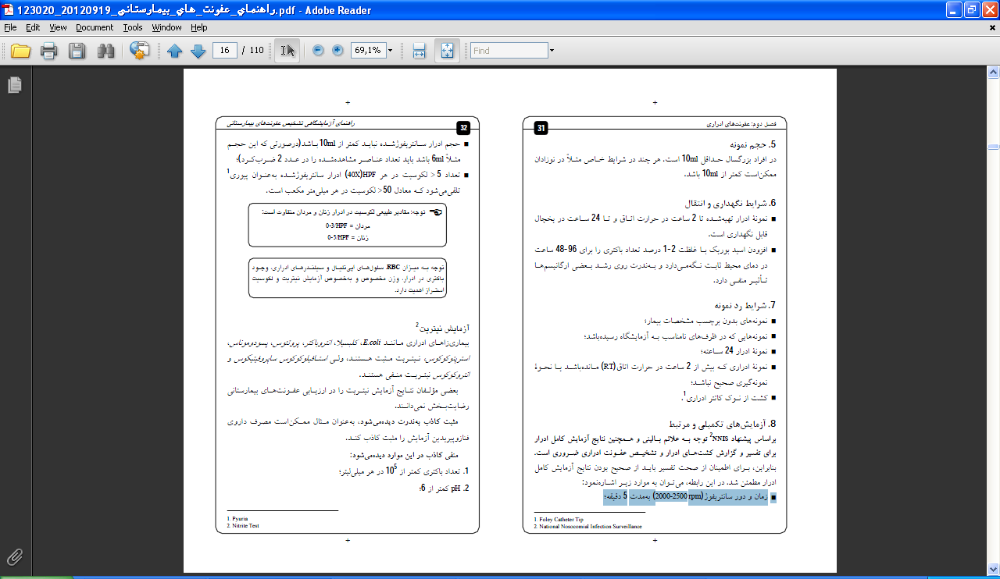 123020_20120919_راهنماي_عفونت_هاي_بيمارستاني.pdf - Adobe Reader
File Edit View Document Tools Window Help
16 / 110 69,1% Find
فصل دوم: عفونت‌های ادراری 31
5. حجم نمونه
در افراد بزرگسال حداقل 10ml است. هر چند در شرایط خاص مثلاً در نوزادان
ممکن‌است کمتر از 10ml باشد.
6. شرایط نگهداری و انتقال
■ نمونهٔ ادرار تهیه‌شده تا 2 ساعت در حرارت اتاق و تا 24 ساعت در یخچال
قابل نگهداری است.
■ افزودن اسید بوریک با غلظت 2-1 درصد تعداد باکتری را برای 96-48 ساعت
در دمای محیط ثابت نگه‌می‌دارد و به‌ندرت روی رشد بعضی ارگانیسم‌ها
تأثیر منفی دارد.
7. شرایط رد نمونه
■ نمونه‌های بدون برچسب مشخصات بیمار؛
■ نمونه‌هایی که در ظرف‌های نامناسب به آزمایشگاه رسیده‌باشد؛
■ نمونهٔ ادرار 24 ساعته؛
■ نمونهٔ ادراری که بیش از 2 ساعت در حرارت اتاق(RT) مانده‌باشد یا نحوهٔ
نمونه‌گیری صحیح نباشد؛
■ کشت از نوک کاتتر ادراری1.
8. آزمایش‌های تکمیلی و مرتبط
براساس پیشنهاد NNIS2 توجه به علائم بالینی و همچنین نتایج آزمایش کامل ادرار
برای تفسیر و گزارش کشت‌های ادرار و تشخیص عفونت ادراری ضروری است.
بنابراین، برای اطمینان از صحت تفسیر باید از صحیح بودن نتایج آزمایش کامل
ادرار مطمئن شد. در این رابطه، می‌توان به موارد زیر اشاره‌نمود:
■ زمان و دور سانتریفوژ(2000-2500 rpm) به‌مدت 5 دقیقه؛
1. Foley Catheter Tip
2. National Nosocomial Infection Surveillance
32 راهنمای آزمایشگاهی تشخیص عفونت‌های بیمارستانی
■ حجم ادرار سانتریفوژشده نباید کمتر از 10ml باشد(درصورتی که این حجم
مثلاً 6ml باشد باید تعداد عناصر مشاهده‌شده را در عدد 2 ضرب‌کرد)؛
■ تعداد 5 < لکوسیت در هر HPF(40X) ادرار سانتریفوژشده به‌عنوان پیوری1
تلقی‌می‌شود که معادل 50 < لکوسیت در هر میلی‌متر مکعب است.
توجه: مقادیر طبیعی لکوسیت در ادرار زنان و مردان متفاوت است:
مردان = 0-3/HPF
زنان = 0-5/HPF
توجه به میزان RBC، سلول‌های اپی‌تلیال و سیلندرهای ادراری، وجود
باکتری در ادرار، وزن مخصوص و به‌خصوص آزمایش نیتریت و لکوسیت
استراز اهمیت دارد.
آزمایش نیتریت2
بیماری‌زاهای ادراری مانند E.coli، کلبسیلا، انتروباکتر، پروتئوس، پسودوموناس،
استرپتوکوکوس، نیتریت مثبت هستند، ولی استافیلوکوکوس ساپروفیتیکوس و
انتروکوکوس نیتریت منفی هستند.
بعضی مؤلفان نتایج آزمایش نیتریت را در ارزیابی عفونت‌های بیمارستانی
رضایت‌بخش نمی‌دانند.
مثبت کاذب به‌ندرت دیده‌می‌شود، به‌عنوان مثال ممکن‌است مصرف داروی
فنازوپیریدین آزمایش را مثبت کاذب کند.
منفی کاذب در این موارد دیده‌می‌شود:
1. تعداد باکتری کمتر از 105 در هر میلی‌لیتر؛
2. pH کمتر از 6؛
1. Pyuria
2. Nitrite Test